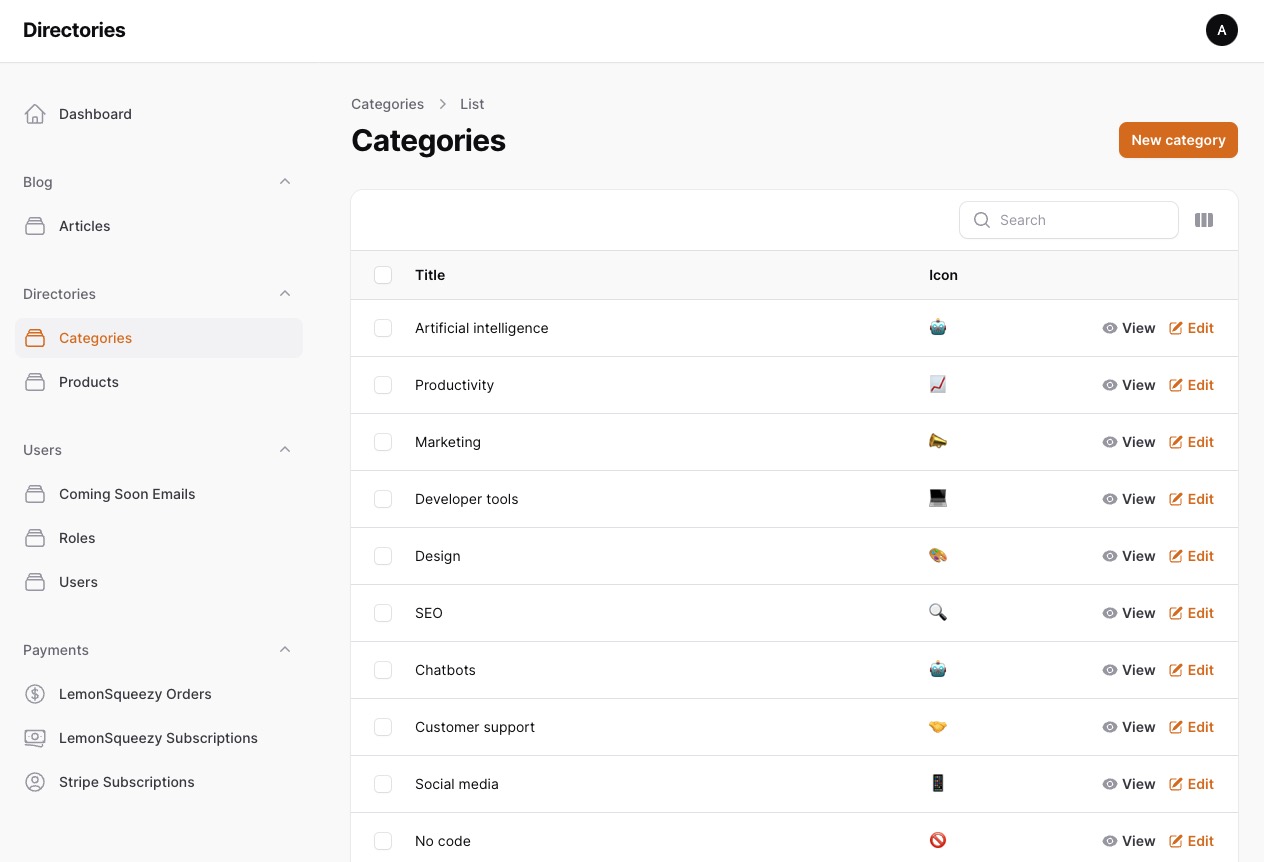 Directories
A
Dashboard
Blog
Articles
Directories
Categories
Products
Users
Coming Soon Emails
Roles
Users
Payments
LemonSqueezy Orders
LemonSqueezy Subscriptions
Stripe Subscriptions
Categories List
Categories
New category
Search
Title Icon
Artificial intelligence View Edit
Productivity View Edit
Marketing View Edit
Developer tools View Edit
Design View Edit
SEO View Edit
Chatbots View Edit
Customer support View Edit
Social media View Edit
No code View Edit